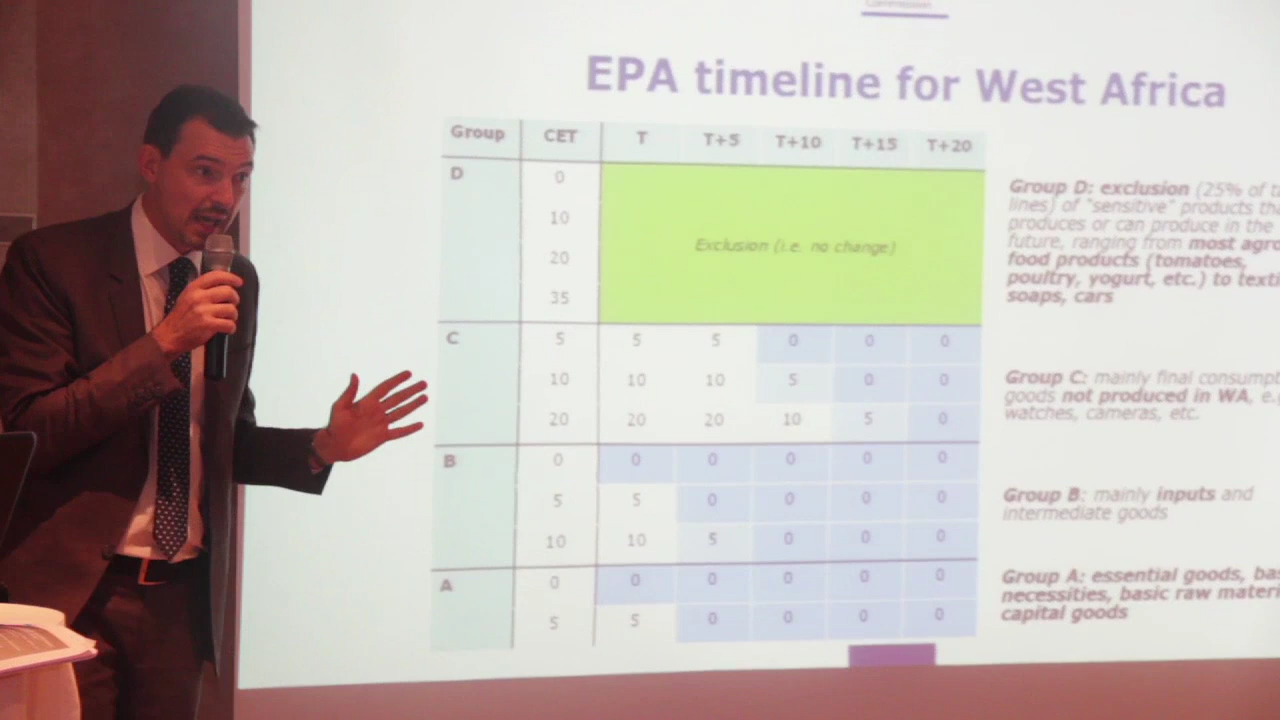 Commission
EPA timeline for West Africa
Group CET T T+5 T+10 T+15 T+20
D 0
10
Exclusion (i.e. no change)
20
35
C 5 5 5 0 0 0
10 10 10 5 0 0
20 20 20 10 5 0
B 0 0 0 0 0 0
5 5 0 0 0 0
10 10 5 0 0 0
A 0 0 0 0 0 0
5 5 0 0 0 0
Group D: exclusion (25% of
lines) of "sensitive" products
produces or can produce in the
future, ranging from most
food products (tomatoes,
poultry, yogurt, etc.) to
soaps, cars
Group C: mainly final
goods not produced in WA,
watches, cameras, etc.
Group B: mainly inputs and
intermediate goods
Group A: essential goods,
necessities, basic raw
capital goods